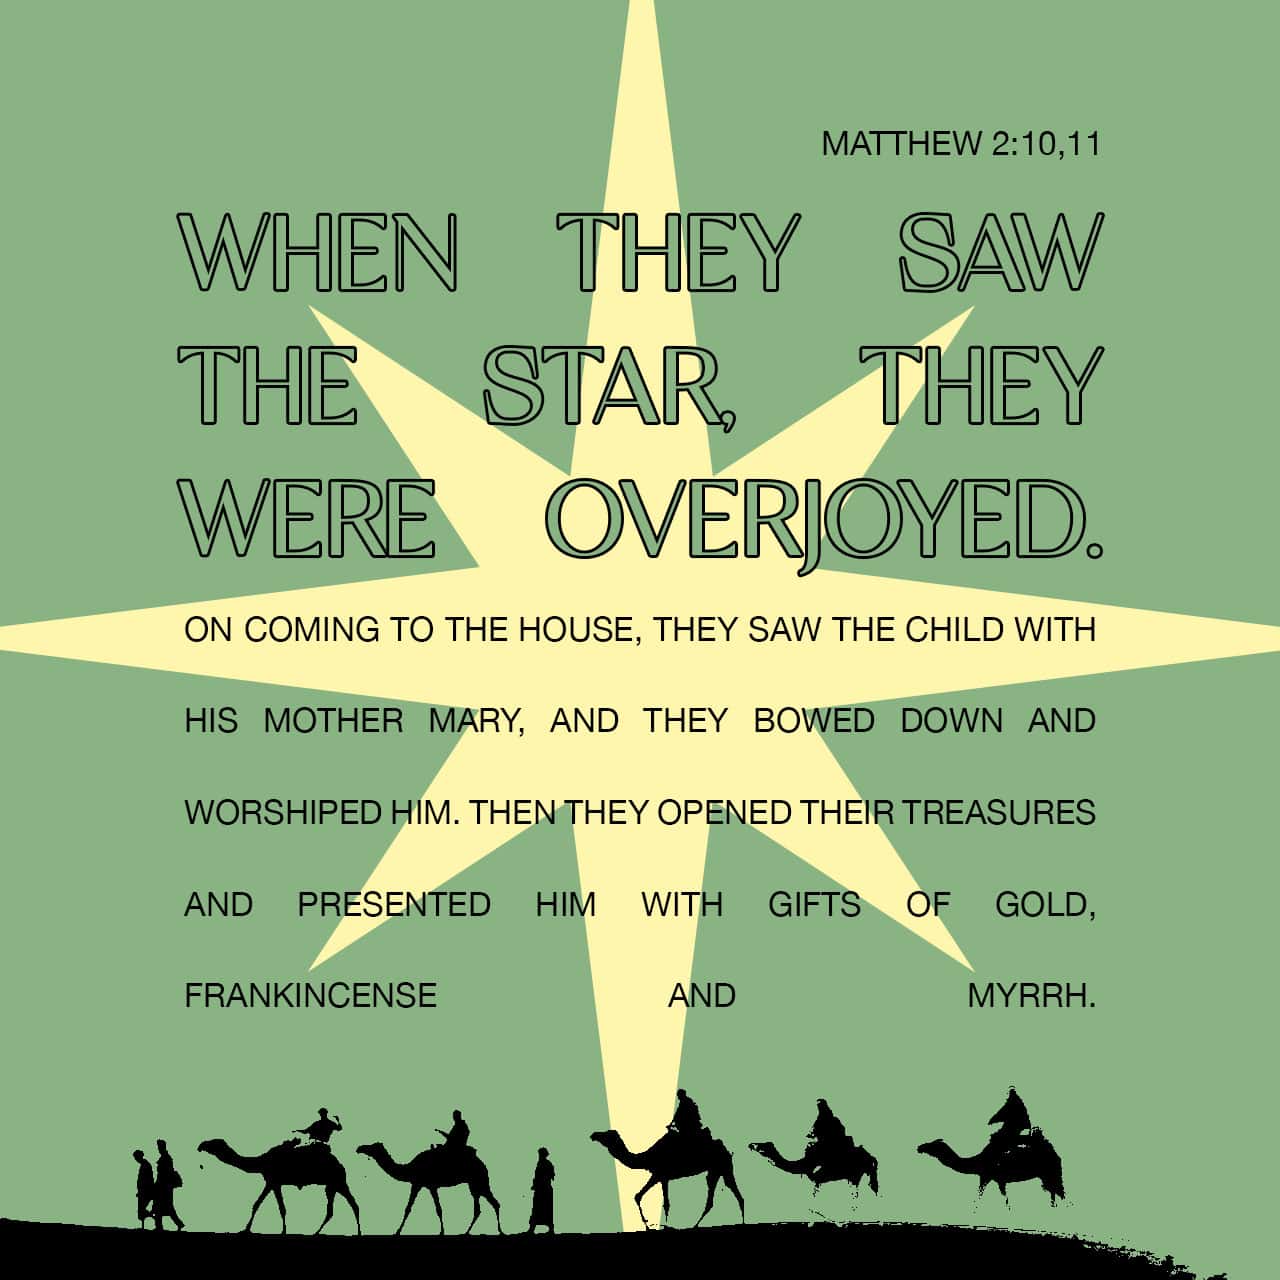 MATTHEW 2:10,11
WHEN THEY SAW
THE STAR, THEY
WERE OVERJOYED.
ON COMING TO THE HOUSE, THEY SAW THE CHILD WITH
HIS MOTHER MARY, AND THEY BOWED DOWN AND
WORSHIPED HIM. THEN THEY OPENED THEIR TREASURES
AND PRESENTED HIM WITH GIFTS OF GOLD,
FRANKINCENSE AND MYRRH.